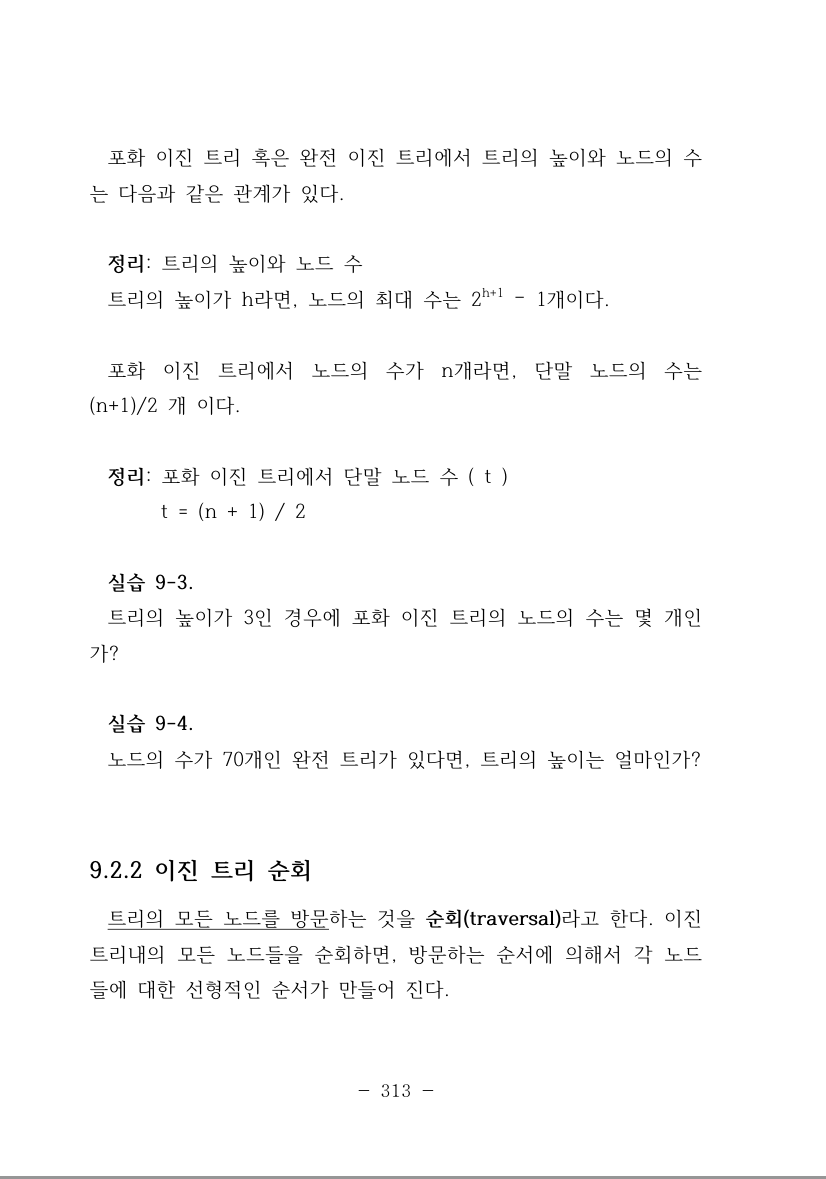 포화 이진 트리 혹은 완전 이진 트리에서 트리의 높이와 노드의 수
는 다음과 같은 관계가 있다.
정리: 트리의 높이와 노드 수
트리의 높이가 h라면, 노드의 최대 수는 2^{h+1} - 1개이다.
포화 이진 트리에서 노드의 수가 n개라면, 단말 노드의 수는
(n+1)/2 개 이다.
정리: 포화 이진 트리에서 단말 노드 수 ( t )
t = (n + 1) / 2
실습 9-3.
트리의 높이가 3인 경우에 포화 이진 트리의 노드의 수는 몇 개인
가?
실습 9-4.
노드의 수가 70개인 완전 트리가 있다면, 트리의 높이는 얼마인가?
9.2.2 이진 트리 순회
트리의 모든 노드를 방문하는 것을 순회(traversal)라고 한다. 이진
트리내의 모든 노드들을 순회하면, 방문하는 순서에 의해서 각 노드
들에 대한 선형적인 순서가 만들어 진다.
- 313 -